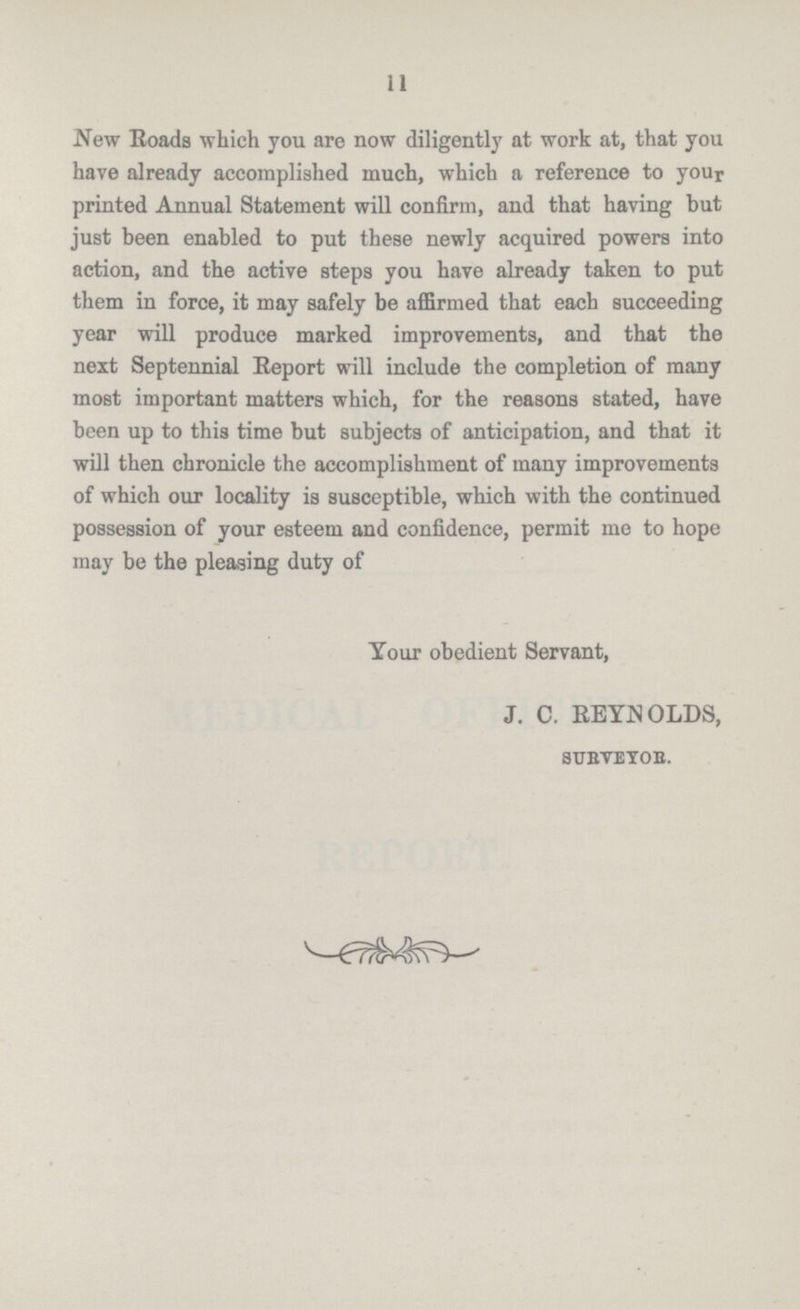 11
New Roads which you are now diligently at work at, that you
have already accomplished much, which a reference to your
printed Annual Statement will confirm, and that having but
just been enabled to put these newly acquired powers into
action, and the active steps you have already taken to put
them in force, it may safely be affirmed that each succeeding
year will produce marked improvements, and that the
next Septennial Report will include the completion of many
most important matters which, for the reasons stated, have
been up to this time but subjects of anticipation, and that it
will then chronicle the accomplishment of many improvements
of which our locality is susceptible, which with the continued
possession of your esteem and confidence, permit me to hope
may be the pleasing duty of
Your obedient Servant,
J. C. REYNOLDS,
SURVEYOR.